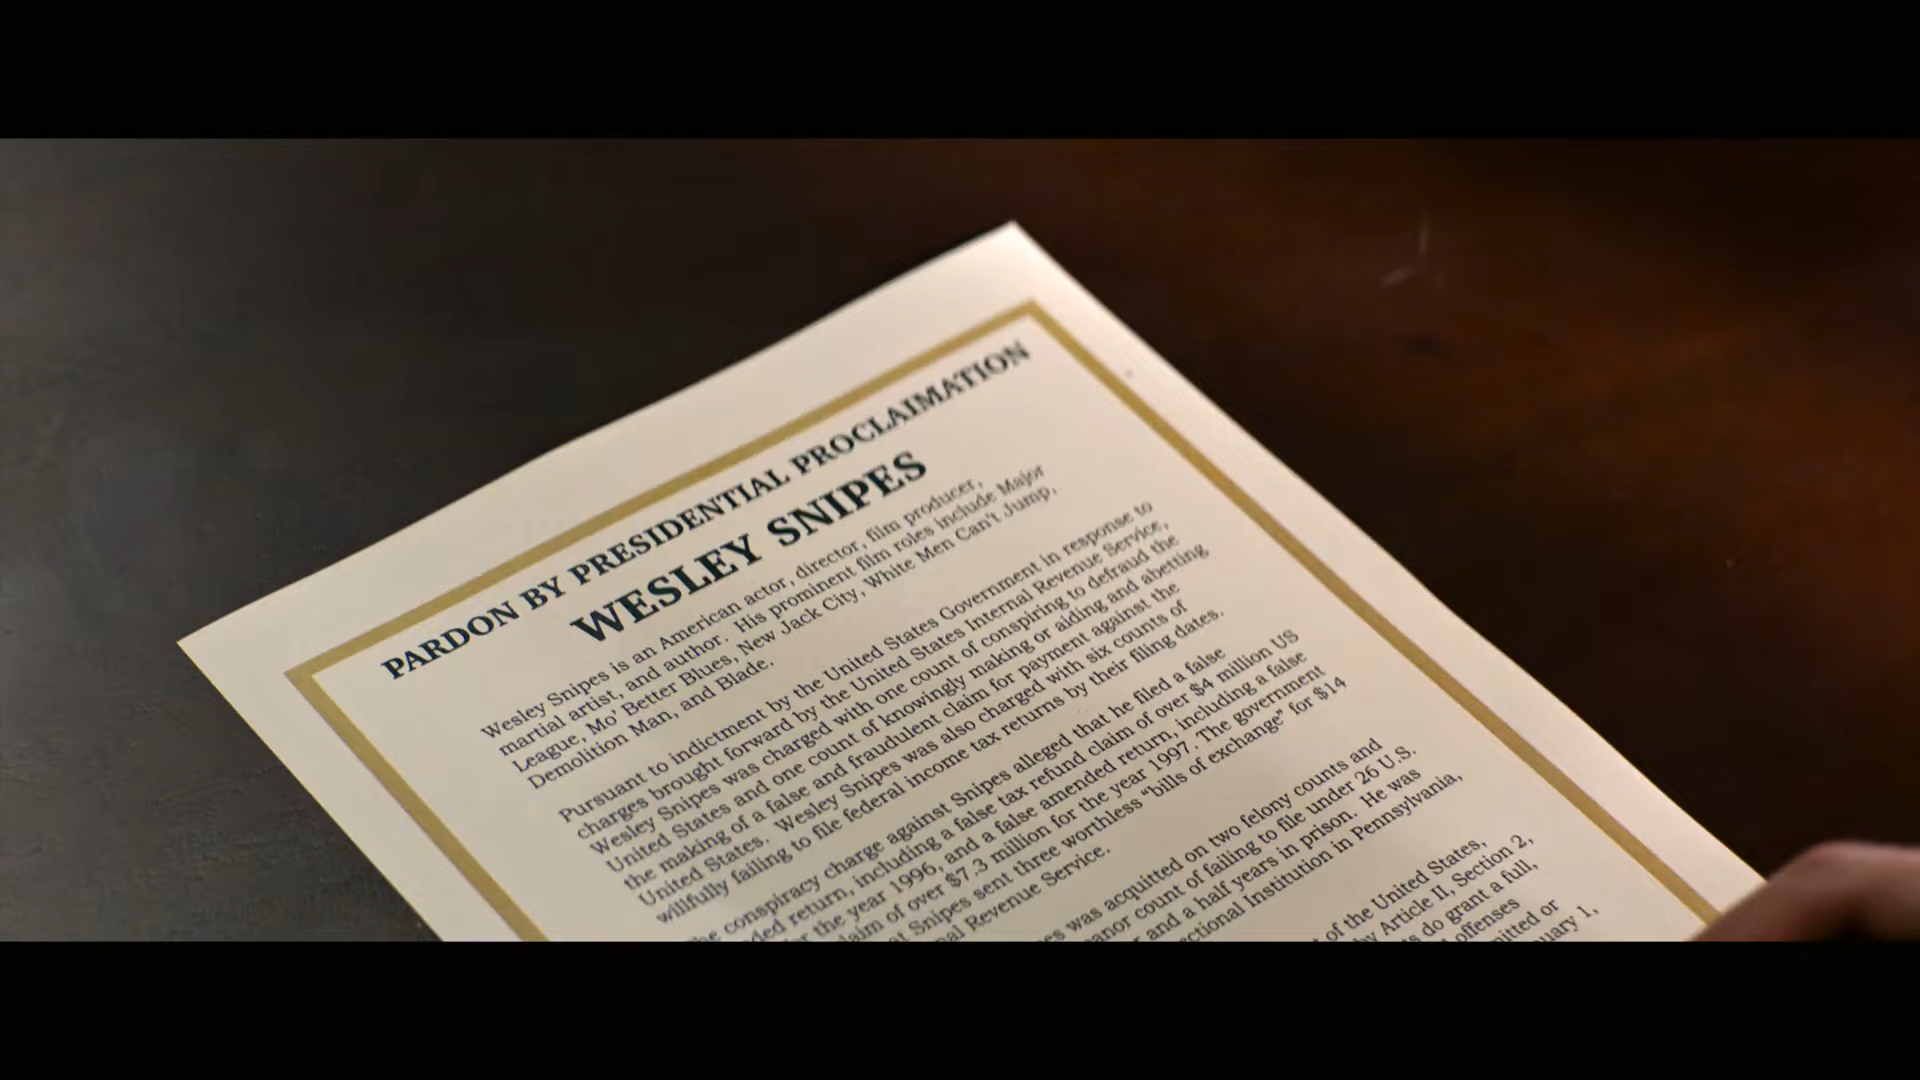 PARDON BY PRESIDENTIAL PROCLAIMATION
WESLEY SNIPES
Wesley Snipes is an American actor, director, film producer,
martial artist, and author. His prominent film roles include Major
League, Mo' Better Blues, New Jack City, White Men Can't Jump,
Demolition Man, and Blade.
Pursuant to indictment by the United States Government in response to
charges brought forward by the United States Internal Revenue Service,
Wesley Snipes was charged with one count of conspiring to defraud the
United States and one count of knowingly making or aiding and abetting
the making of a false and fraudulent claim for payment against the
United States. Wesley Snipes was also charged with six counts of
willfully failing to file federal income tax returns by their filing dates.
conspiracy charge against Snipes alleged that he filed a false
return, including a false tax refund claim of over $4 million US
the year 1996, and a false amended return, including a false
claim of over $7.3 million for the year 1997. The government
Snipes sent three worthless “bills of exchange” for $14
Revenue Service.
was acquitted on two felony counts and
count of failing to file under 26 U.S.
and a half years in prison. He was
Institution in Pennsylvania,
of the United States,
by Article II, Section 2,
do grant a full,
offenses
or
1,